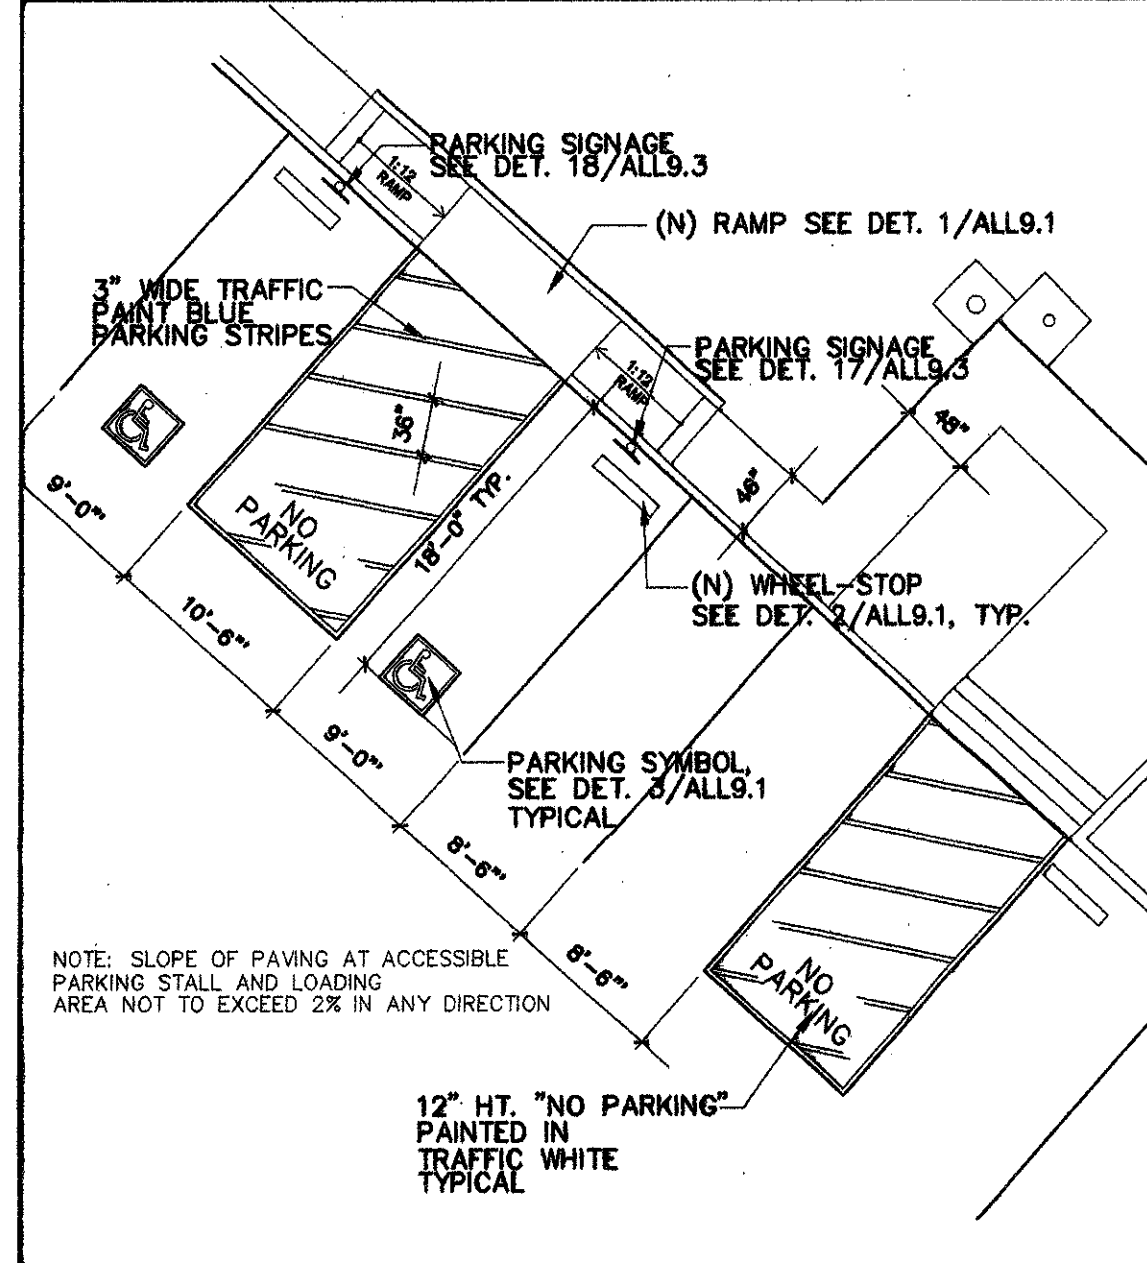 PARKING SIGNAGE
SEE DET. 18/ALL9.3
1:12
RAMP
(N) RAMP SEE DET. 1/ALL9.1
3" WIDE TRAFFIC
PAINT BLUE
PARKING STRIPES
PARKING SIGNAGE
SEE DET. 17/ALL9.3
1:12
RAMP
48"
36"
46"
9'-0"
NO
PARKING
18'-0" TYP.
(N) WHEEL-STOP
SEE DET. 2/ALL9.1, TYP.
10'-6"
9'-0"
PARKING SYMBOL,
SEE DET. 3/ALL9.1
TYPICAL
8'-6"
8'-6"
NOTE: SLOPE OF PAVING AT ACCESSIBLE
PARKING STALL AND LOADING
AREA NOT TO EXCEED 2% IN ANY DIRECTION
NO
PARKING
12" HT. "NO PARKING"
PAINTED IN
TRAFFIC WHITE
TYPICAL